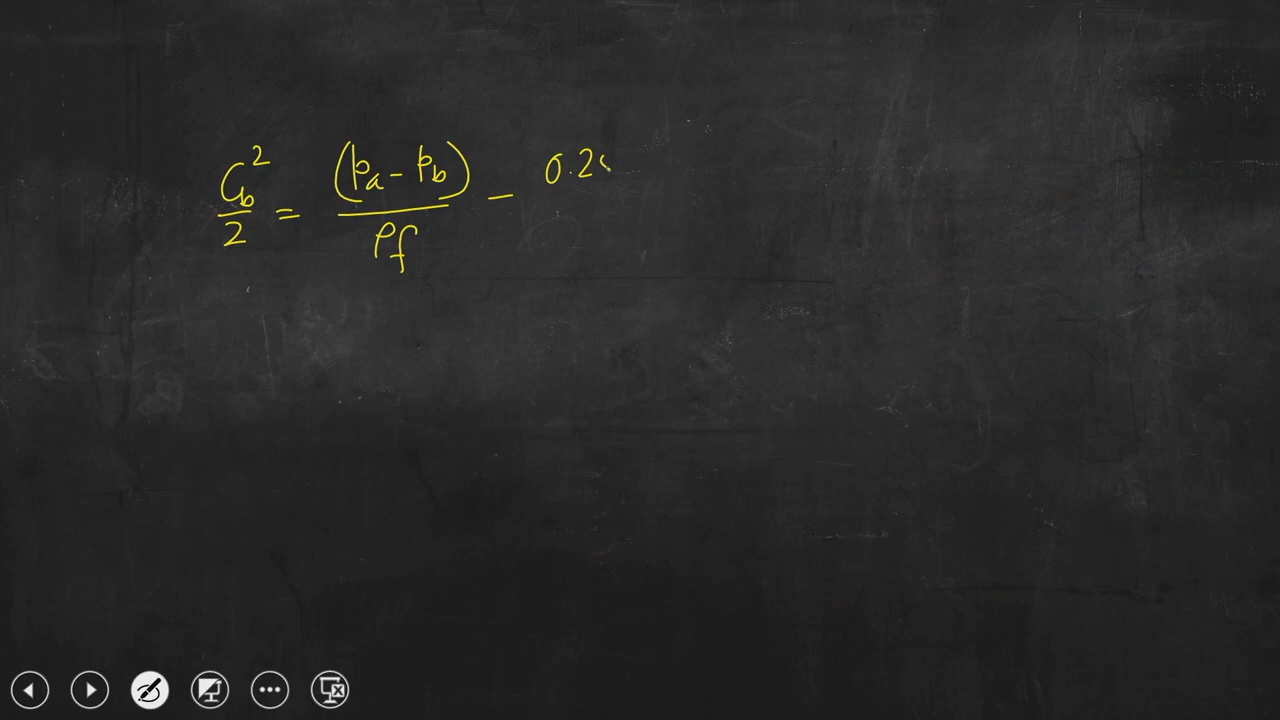 C_b^2/2 = (p_a - p_b)/ρ_f - 0.2